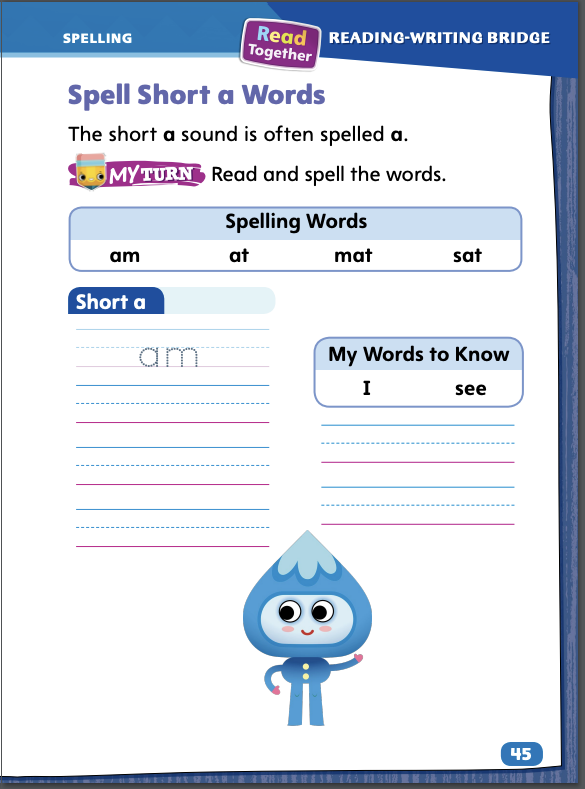 SPELLING
Read
Together
READING-WRITING BRIDGE
Spell Short a Words
The short a sound is often spelled a.
MY TURN Read and spell the words.
Spelling Words
am at mat sat
Short a
am
My Words to Know
I see
45